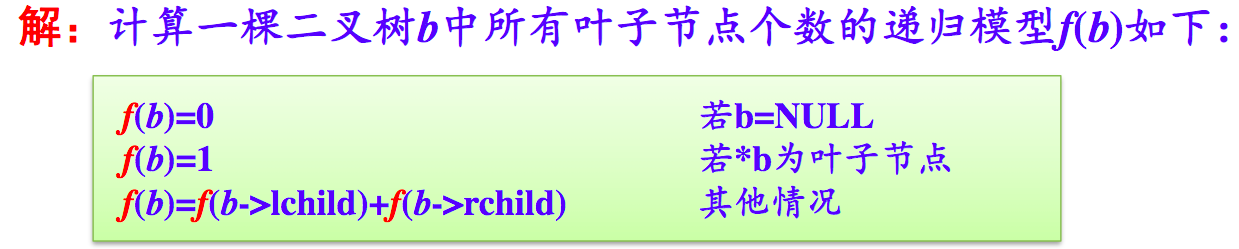 解：计算一棵二叉树b中所有叶子节点个数的递归模型f(b)如下：
f(b)=0 若b=NULL
f(b)=1 若*b为叶子节点
f(b)=f(b->lchild)+f(b->rchild) 其他情况